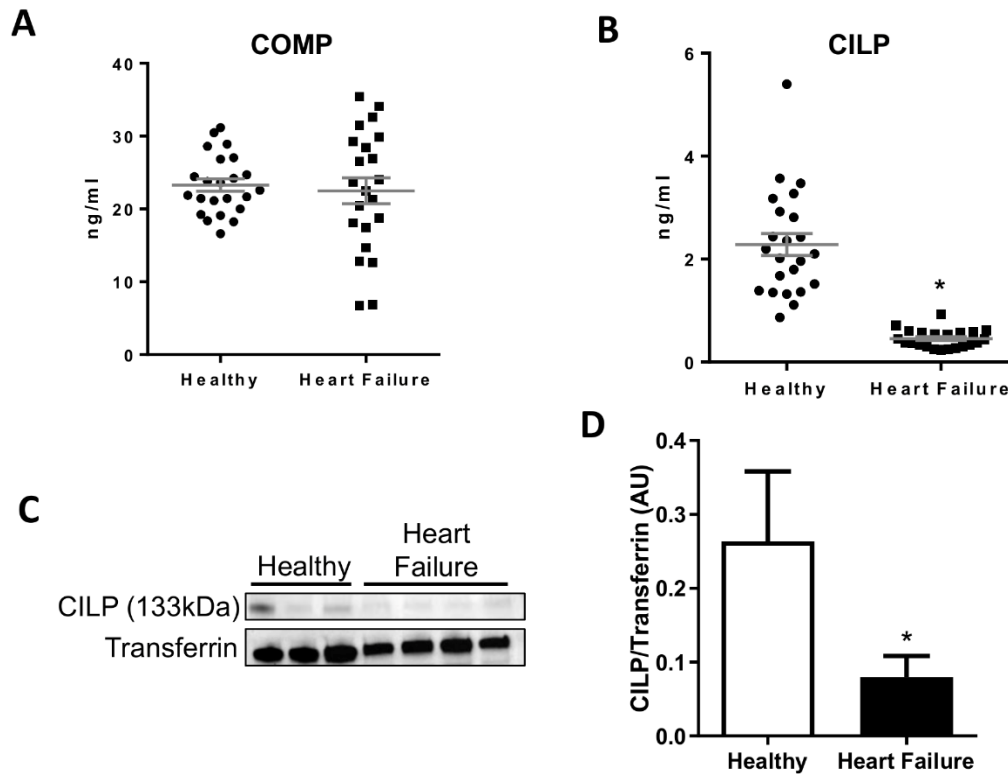 A
COMP
ng/ml
40
30
20
10
0
Healthy
Heart Failure
B
CILP
ng/ml
6
4
2
0
*
Healthy
Heart Failure
C
Healthy
Heart
Failure
CILP (133kDa)
Transferrin
D
CILP/Transferrin (AU)
0.4
0.3
0.2
0.1
0.0
*
Healthy
Heart Failure